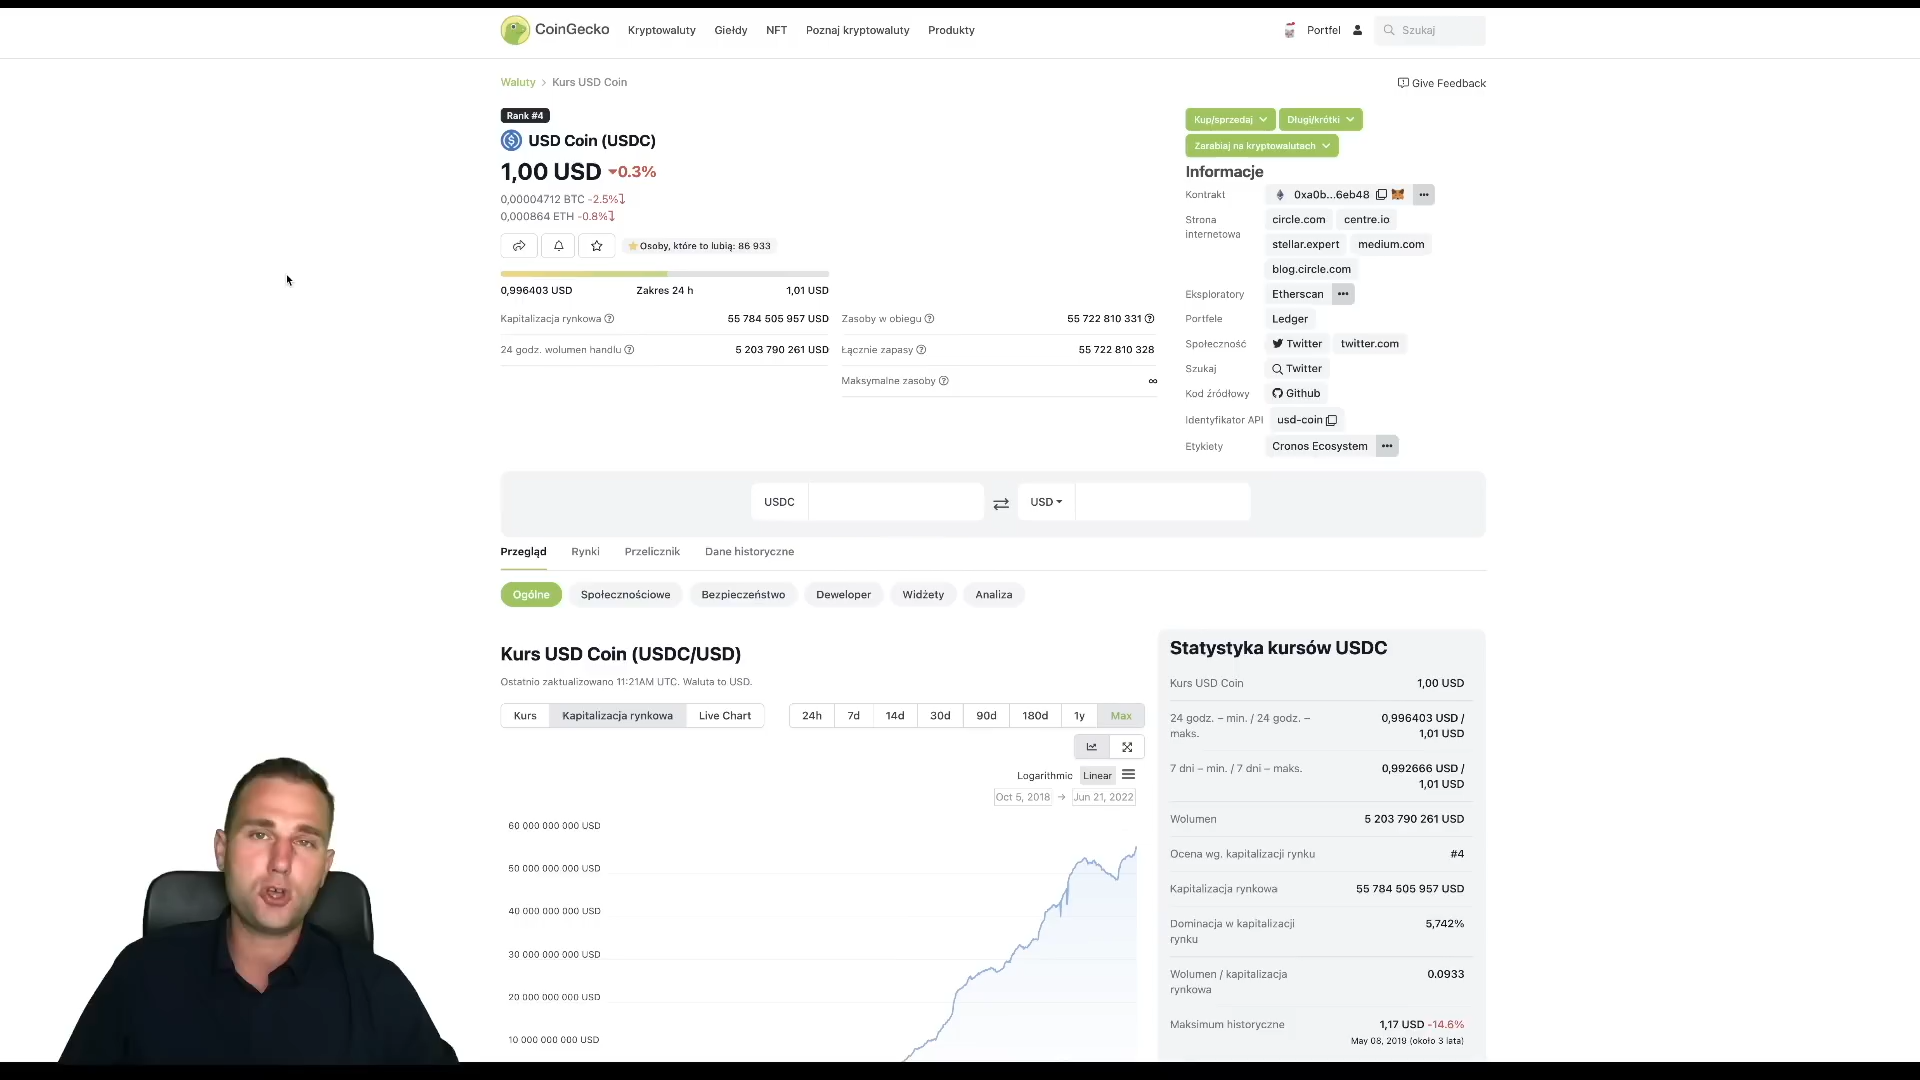 CoinGecko Kryptowaluty Giełdy NFT Poznaj kryptowaluty Produkty Portfel Szukaj
Waluty > Kurs USD Coin
Give Feedback
Rank #4
USD Coin (USDC)
1,00 USD 0.3%
0,00004712 BTC -2.5%
0,000864 ETH -0.8%
Osoby, które to lubią: 86 933
0,996403 USD Zakres 24 h 1,01 USD
Kapitalizacja rynkowa 55 784 505 957 USD
24 godz. wolumen handlu 5 203 790 261 USD
Zasoby w obiegu 55 722 810 331
Łącznie zapasy 55 722 810 328
Maksymalne zasoby ∞
Kup/sprzedaj Długi/krótki
Zarabiaj na kryptowalutach
Informacje
Kontrakt 0xa0b...6eb48 ...
Strona internetowa circle.com centre.io
stellar.expert medium.com
blog.circle.com
Eksploratory Etherscan ...
Portfele Ledger
Społeczność Twitter twitter.com
Szukaj Twitter
Kod źródłowy Github
Identyfikator API usd-coin
Etykiety Cronos Ecosystem ...
USDC USD
Przegląd Rynki Przelicznik Dane historyczne
Ogólne Społecznościowe Bezpieczeństwo Deweloper Widżety Analiza
Kurs USD Coin (USDC/USD)
Ostatnio zaktualizowano 11:21AM UTC. Waluta to USD.
Kurs Kapitalizacja rynkowa Live Chart 24h 7d 14d 30d 90d 180d 1y Max
Logarithmic Linear
Oct 5, 2018 → Jun 21, 2022
60 000 000 000 USD
50 000 000 000 USD
40 000 000 000 USD
30 000 000 000 USD
20 000 000 000 USD
10 000 000 000 USD
Statystyka kursów USDC
Kurs USD Coin 1,00 USD
24 godz. – min. / 24 godz. – 0,996403 USD /
maks. 1,01 USD
7 dni – min. / 7 dni – maks. 0,992666 USD /
1,01 USD
Wolumen 5 203 790 261 USD
Ocena wg. kapitalizacji rynku #4
Kapitalizacja rynkowa 55 784 505 957 USD
Dominacja w kapitalizacji 5,742%
rynku
Wolumen / kapitalizacja 0.0933
rynkowa
Maksimum historyczne 1,17 USD -14.6%
May 08, 2019 (około 3 lata)